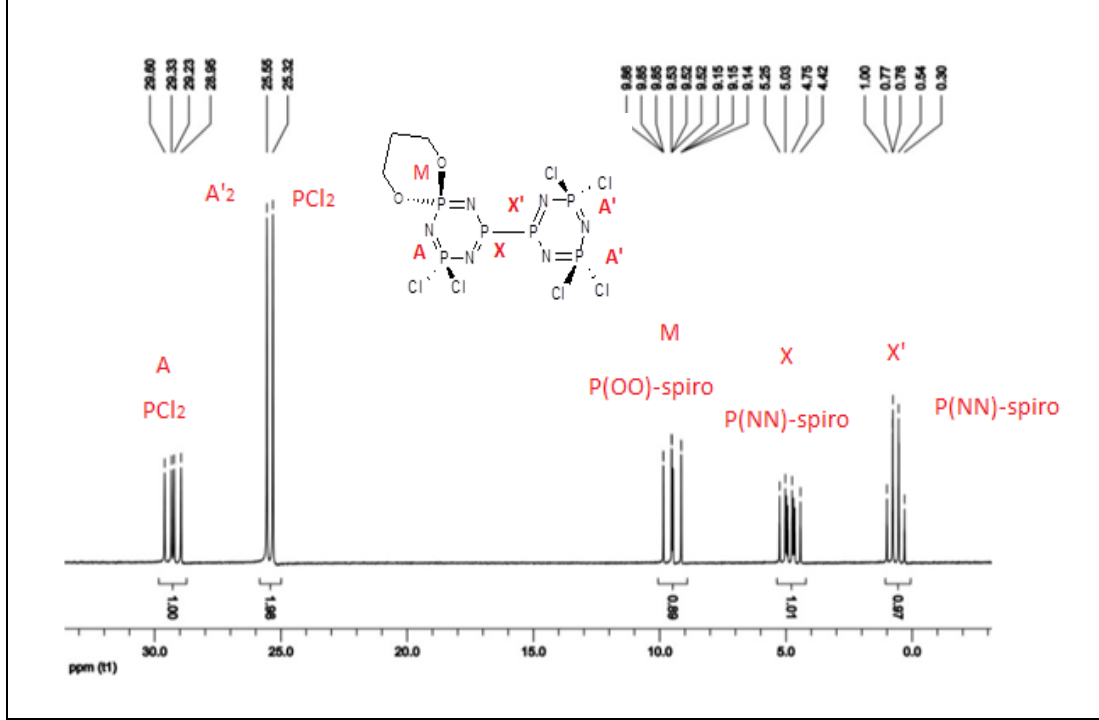 29.60
29.33
29.23
28.95
25.55
25.32
9.86
9.85
9.85
9.53
9.52
9.52
9.15
9.15
9.14
5.25
5.03
4.75
4.42
1.00
0.77
0.76
0.54
0.30
A'2
PCl2
M
O
O
P
N
N
P
A
P
N
X
Cl
Cl
X'
P
N
P
Cl
Cl
A'
N
N
P
A'
Cl
Cl
A
PCl2
M
P(OO)-spiro
X
P(NN)-spiro
X'
P(NN)-spiro
1.00
1.98
0.89
1.01
0.97
30.0
25.0
20.0
15.0
10.0
5.0
0.0
ppm (t1)